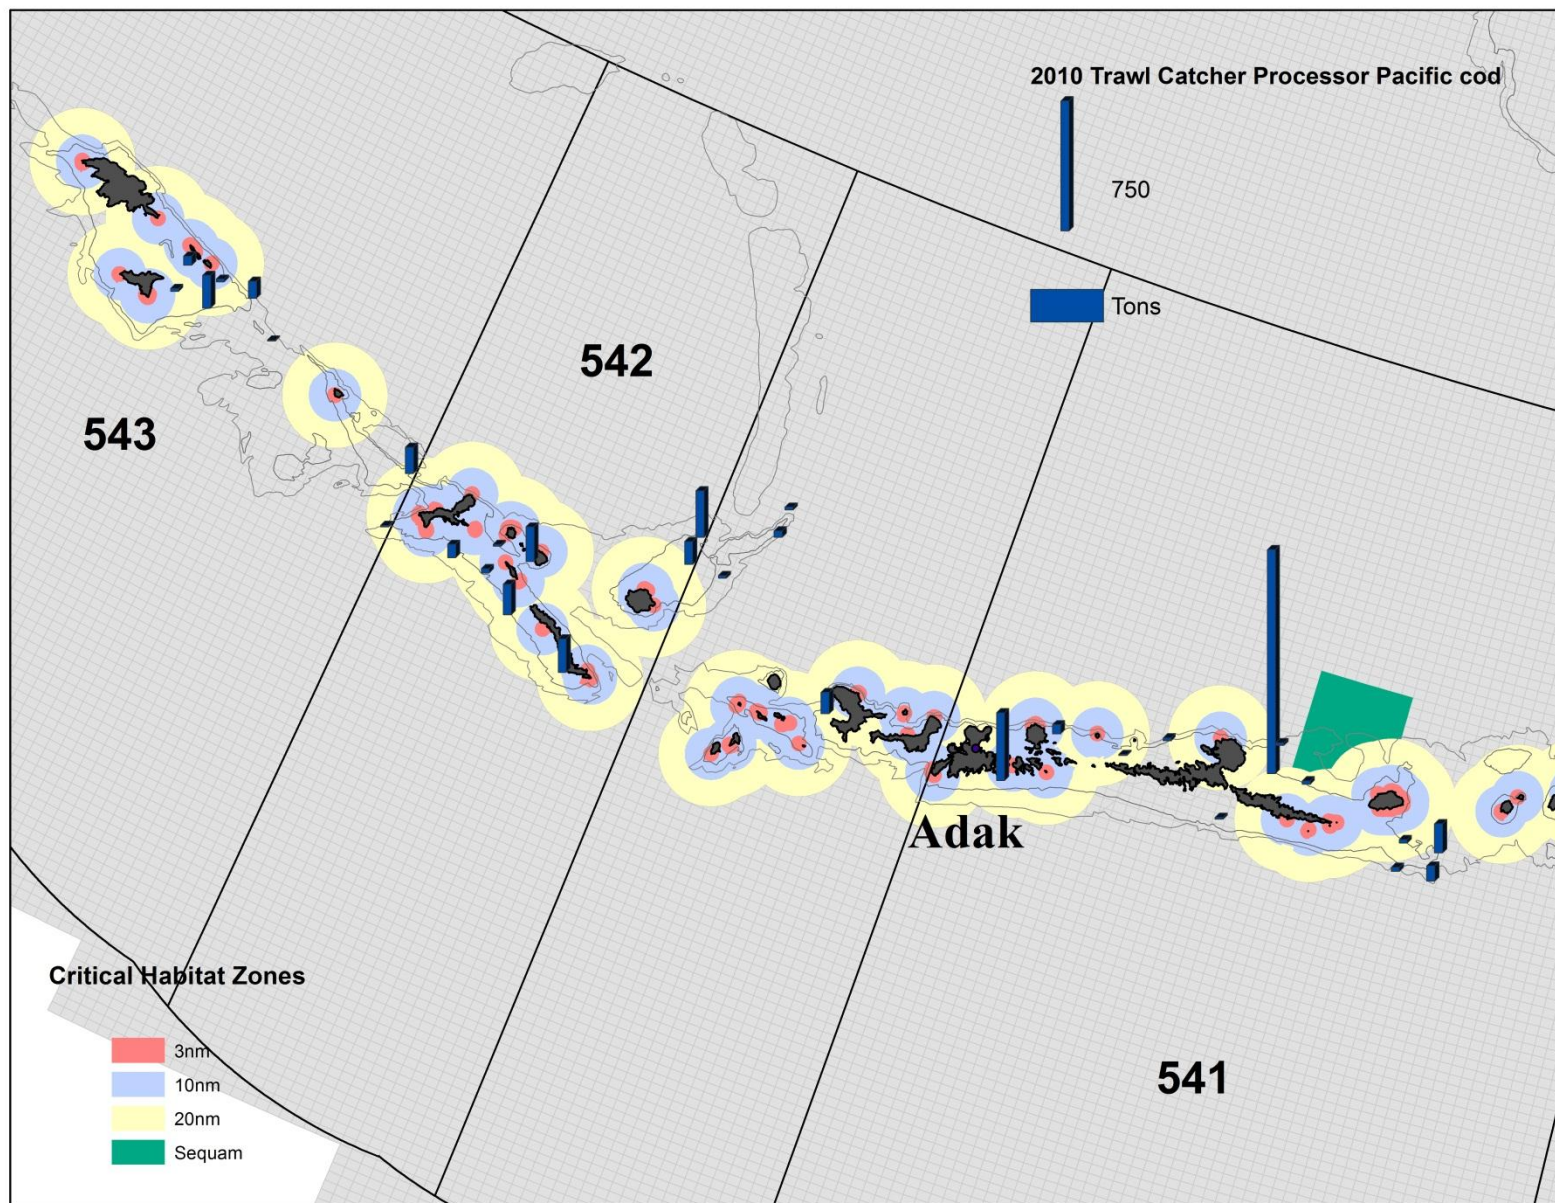 2010 Trawl Catcher Processor Pacific cod
750
Tons
542
543
Adak
541
Critical Habitat Zones
3nm
10nm
20nm
Sequam